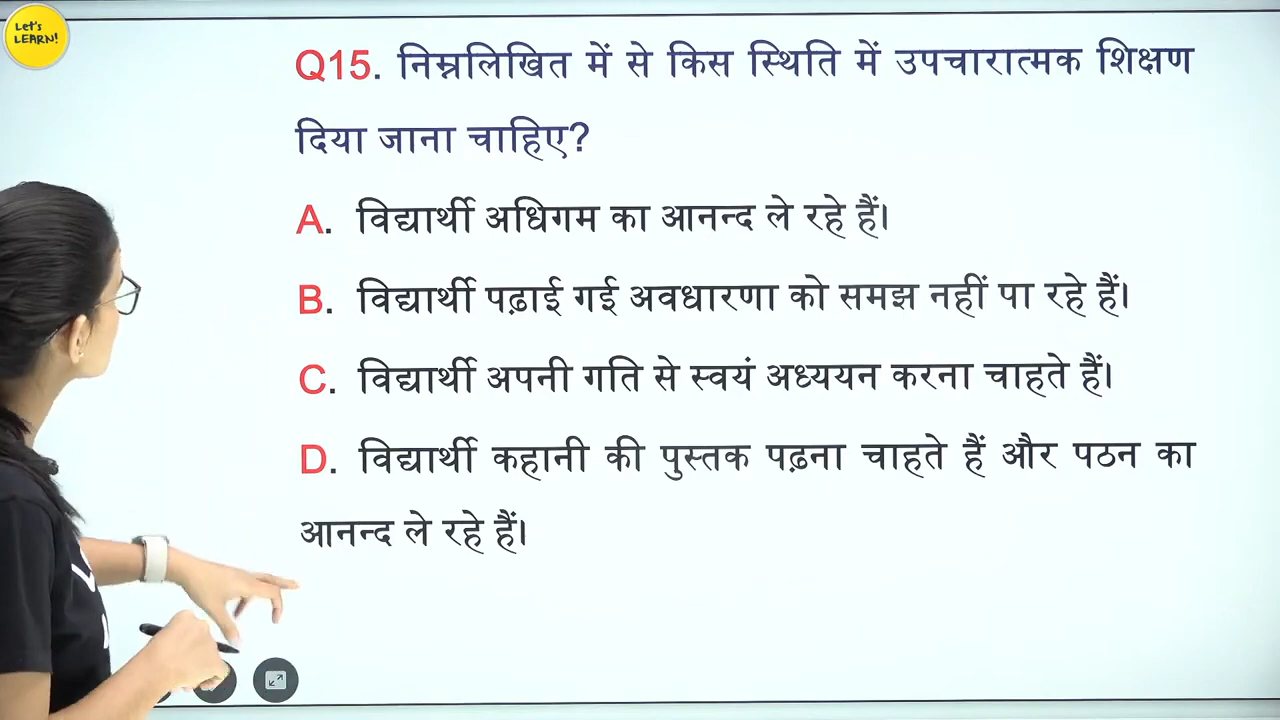 Let's
LEARN!
Q15. निम्नलिखित में से किस स्थिति में उपचारात्मक शिक्षण
दिया जाना चाहिए?
A. विद्यार्थी अधिगम का आनन्द ले रहे हैं।
B. विद्यार्थी पढ़ाई गई अवधारणा को समझ नहीं पा रहे हैं।
C. विद्यार्थी अपनी गति से स्वयं अध्ययन करना चाहते हैं।
D. विद्यार्थी कहानी की पुस्तक पढ़ना चाहते हैं और पठन का
आनन्द ले रहे हैं।